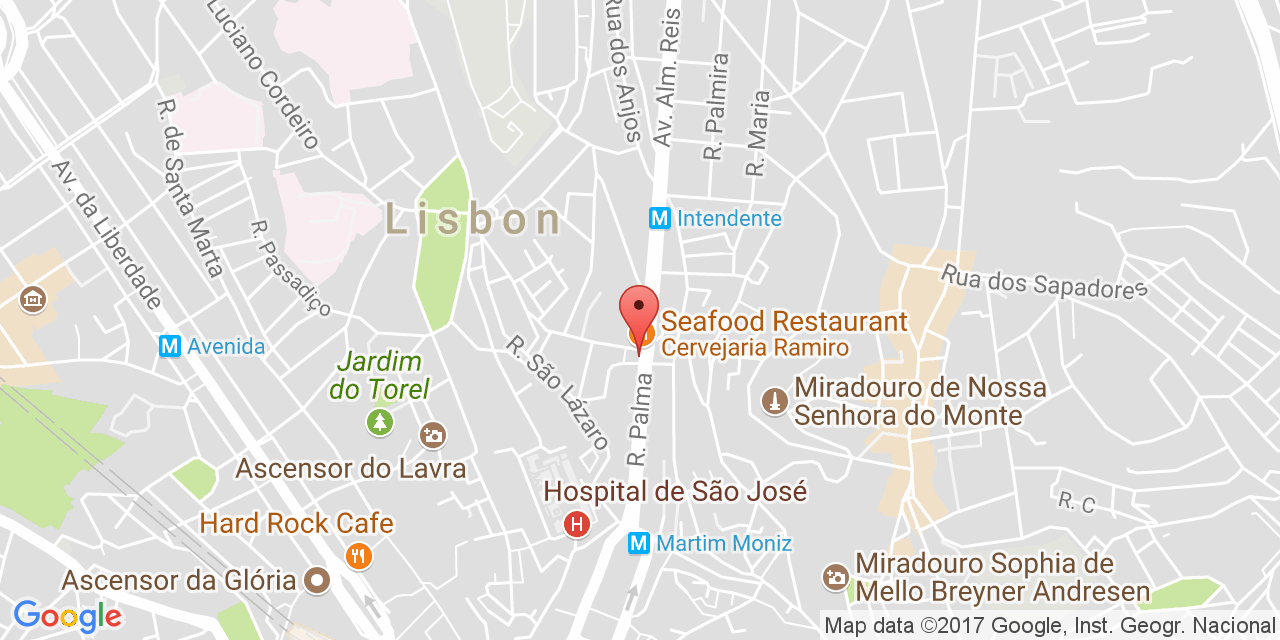 Luciano Cordeiro
Rua dos Anjos
Av. Alm. Reis
R. Palmira
R. Maria
R. de Santa Marta
Av. da Liberdade
R. Passadiço
Lisbon
M Intendente
Rua dos Sapadores
M Avenida
Seafood Restaurant
Cervejaria Ramiro
Jardim
do Torel
R. São Lázaro
R. Palma
Miradouro de Nossa
Senhora do Monte
Ascensor do Lavra
Hospital de São José
H
R. C
Hard Rock Cafe
M Martim Moniz
Ascensor da Glória
Miradouro Sophia de
Mello Breyner Andresen
Google
Map data ©2017 Google, Inst. Geogr. Nacional